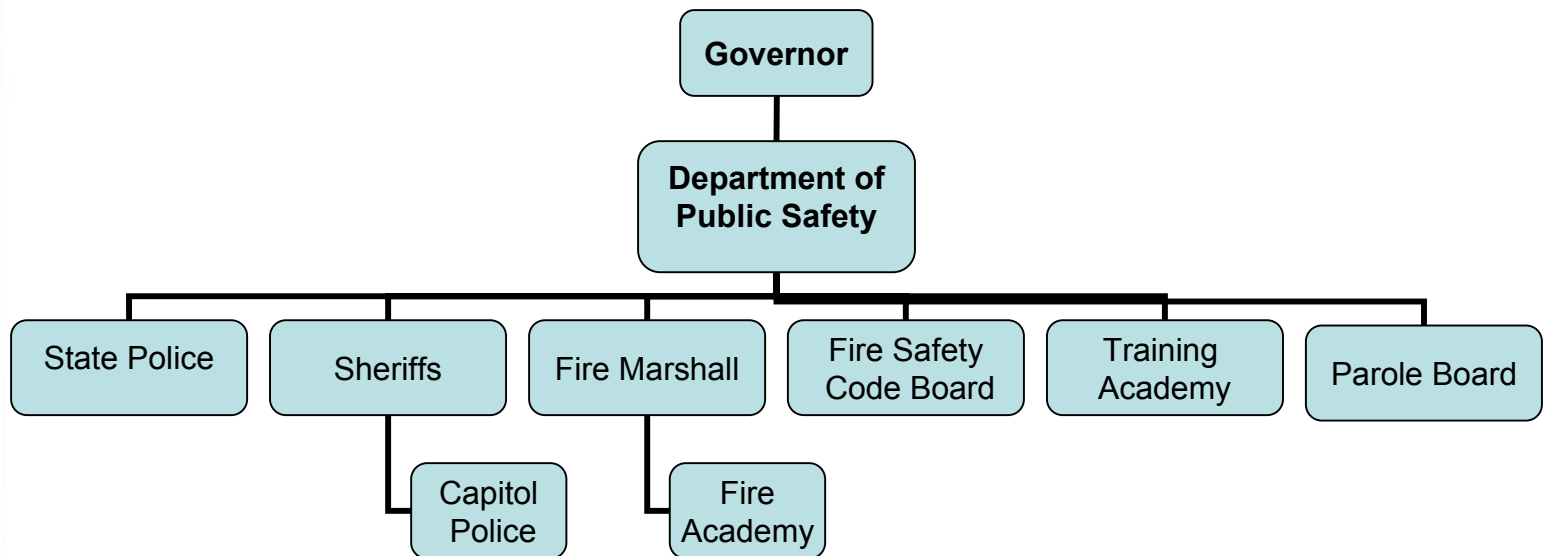 Governor
Department of
Public Safety
State Police
Sheriffs
Fire Marshall
Fire Safety
Code Board
Training
Academy
Parole Board
Capitol
Police
Fire
Academy